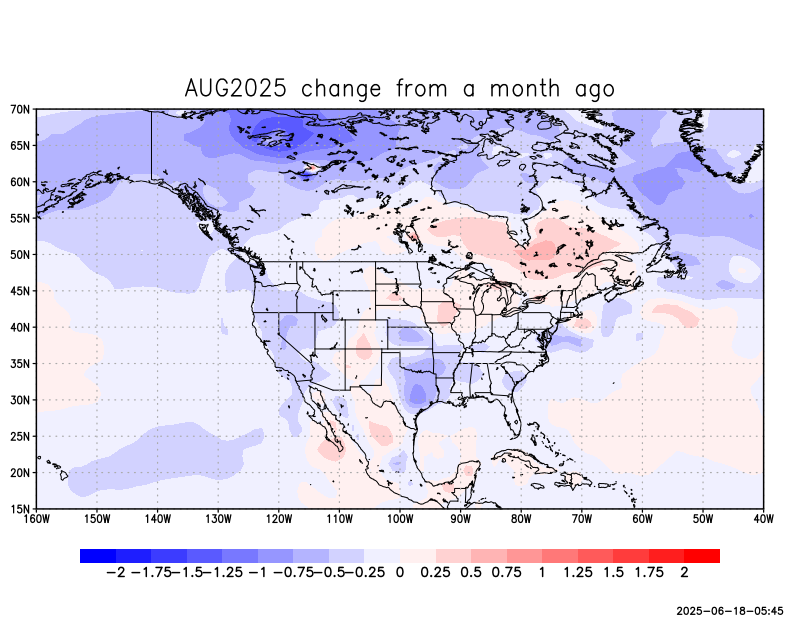 AUG2025 change from a month ago
70N
65N
60N
55N
50N
45N
40N
35N
30N
25N
20N
15N
160W 150W 140W 130W 120W 110W 100W 90W 80W 70W 60W 50W 40W
−2 −1.75 −1.5 −1.25 −1 −0.75 −0.5 −0.25 0 0.25 0.5 0.75 1 1.25 1.5 1.75 2
2025−06−18−05:45